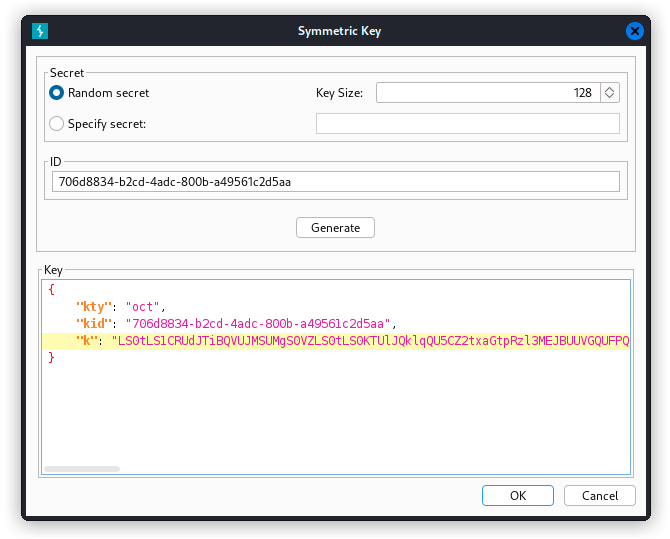 Symmetric Key
Secret
Random secret
Key Size:
128
Specify secret:
ID
706d8834-b2cd-4adc-800b-a49561c2d5aa
Generate
Key
{
"kty": "oct",
"kid": "706d8834-b2cd-4adc-800b-a49561c2d5aa",
"k": "LS0tLS1CRUdJTiBQVUJMSUMgS0VZLS0tLS0KTUlJQklqQU5CZ2txaGtpRzl3MEJBUUVGQUFPQ
}
OK
Cancel